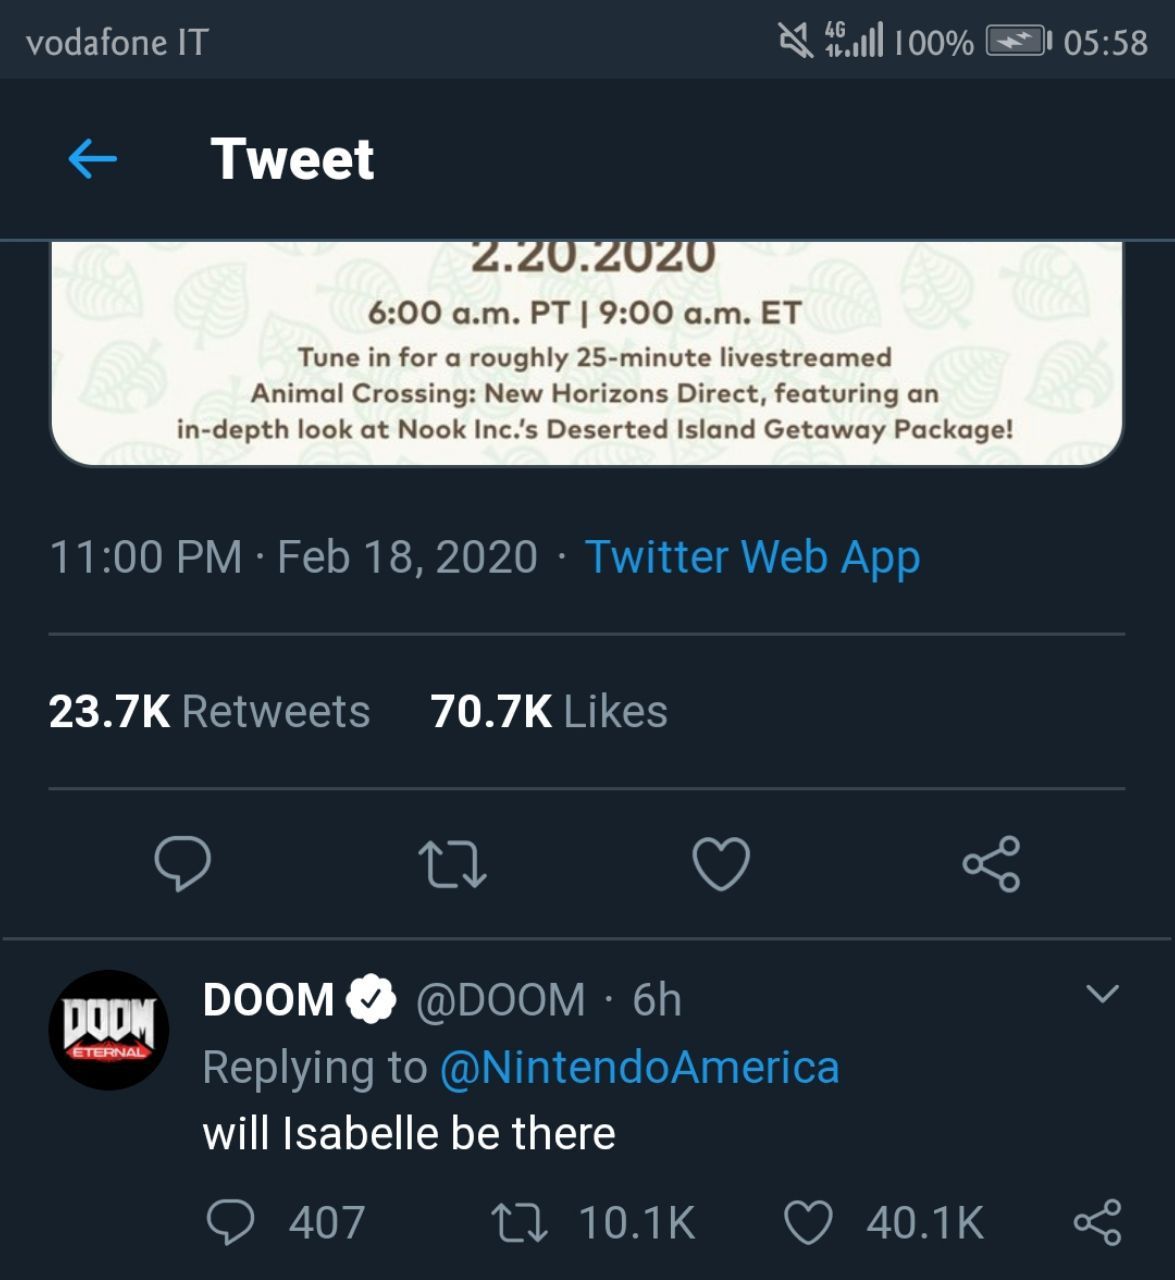 vodafone IT 4G 100% 05:58
Tweet
2.20.2020
6:00 a.m. PT | 9:00 a.m. ET
Tune in for a roughly 25-minute livestreamed
Animal Crossing: New Horizons Direct, featuring an
in-depth look at Nook Inc.'s Deserted Island Getaway Package!
11:00 PM · Feb 18, 2020 · Twitter Web App
23.7K Retweets 70.7K Likes
DOOM ETERNAL
DOOM @DOOM · 6h
Replying to @NintendoAmerica
will Isabelle be there
407 10.1K 40.1K